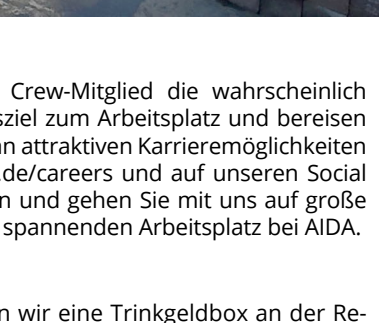 Crew-Mitglied die wahrscheinlich
ziel zum Arbeitsplatz und bereisen
attraktiven Karrieremöglichkeiten
de/careers und auf unseren Social
n und gehen Sie mit uns auf große
spannenden Arbeitsplatz bei AIDA.
wir eine Trinkgeldbox an der Re-